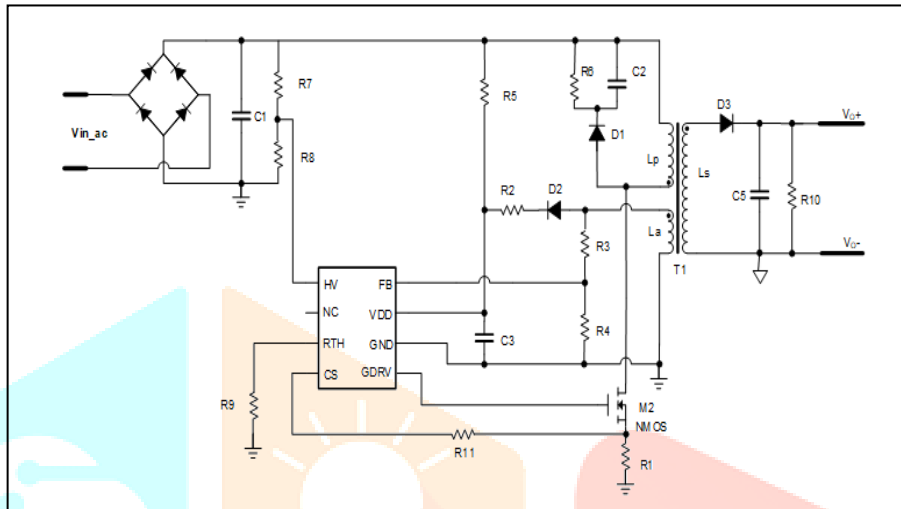 Vin_ac
C1
R7
R8
R5
R6
C2
D1
Lp
Ls
D3
Vo+
C5
R10
Vo-
T1
R2
D2
La
R3
R4
HV
FB
NC
VDD
RTH
GND
CS
GDRV
C3
R9
R11
M2
NMOS
R1